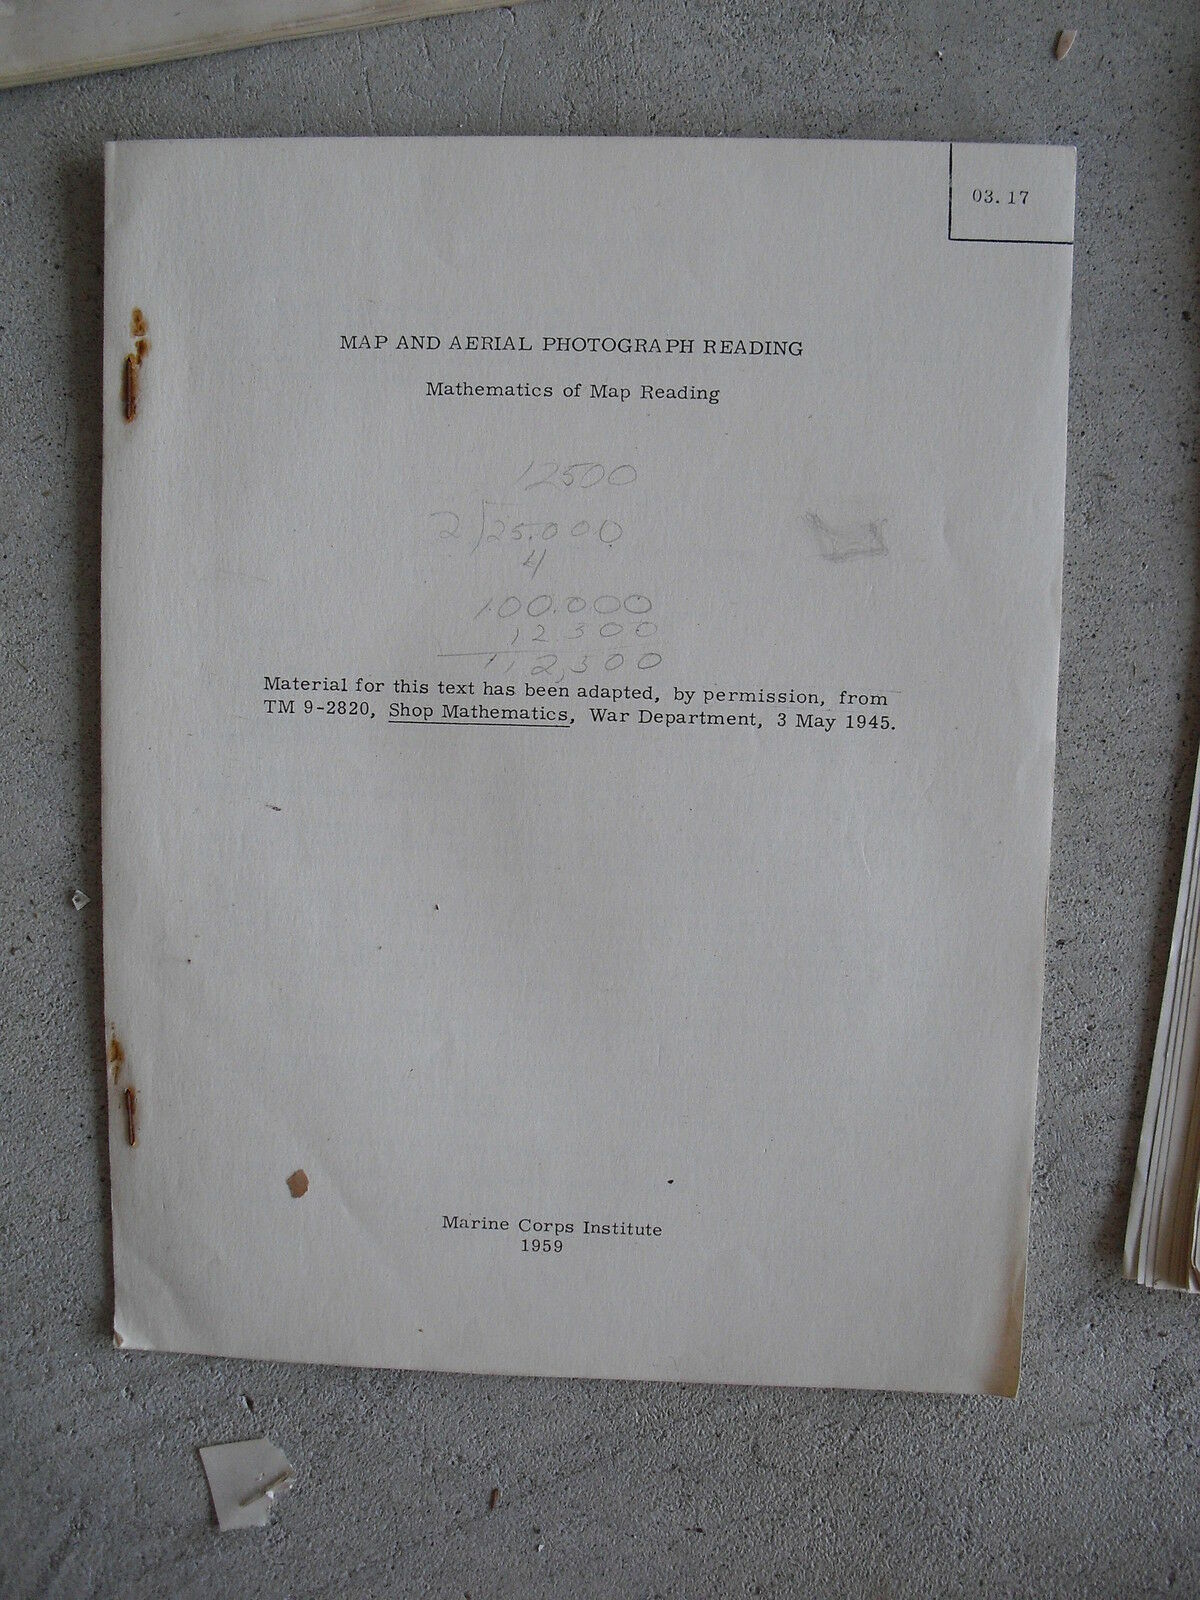 03.17
MAP AND AERIAL PHOTOGRAPH READING
Mathematics of Map Reading
12500
2)25.000
4
100.000
12500
112,500
Material for this text has been adapted, by permission, from
TM 9-2820, Shop Mathematics, War Department, 3 May 1945.
Marine Corps Institute
1959